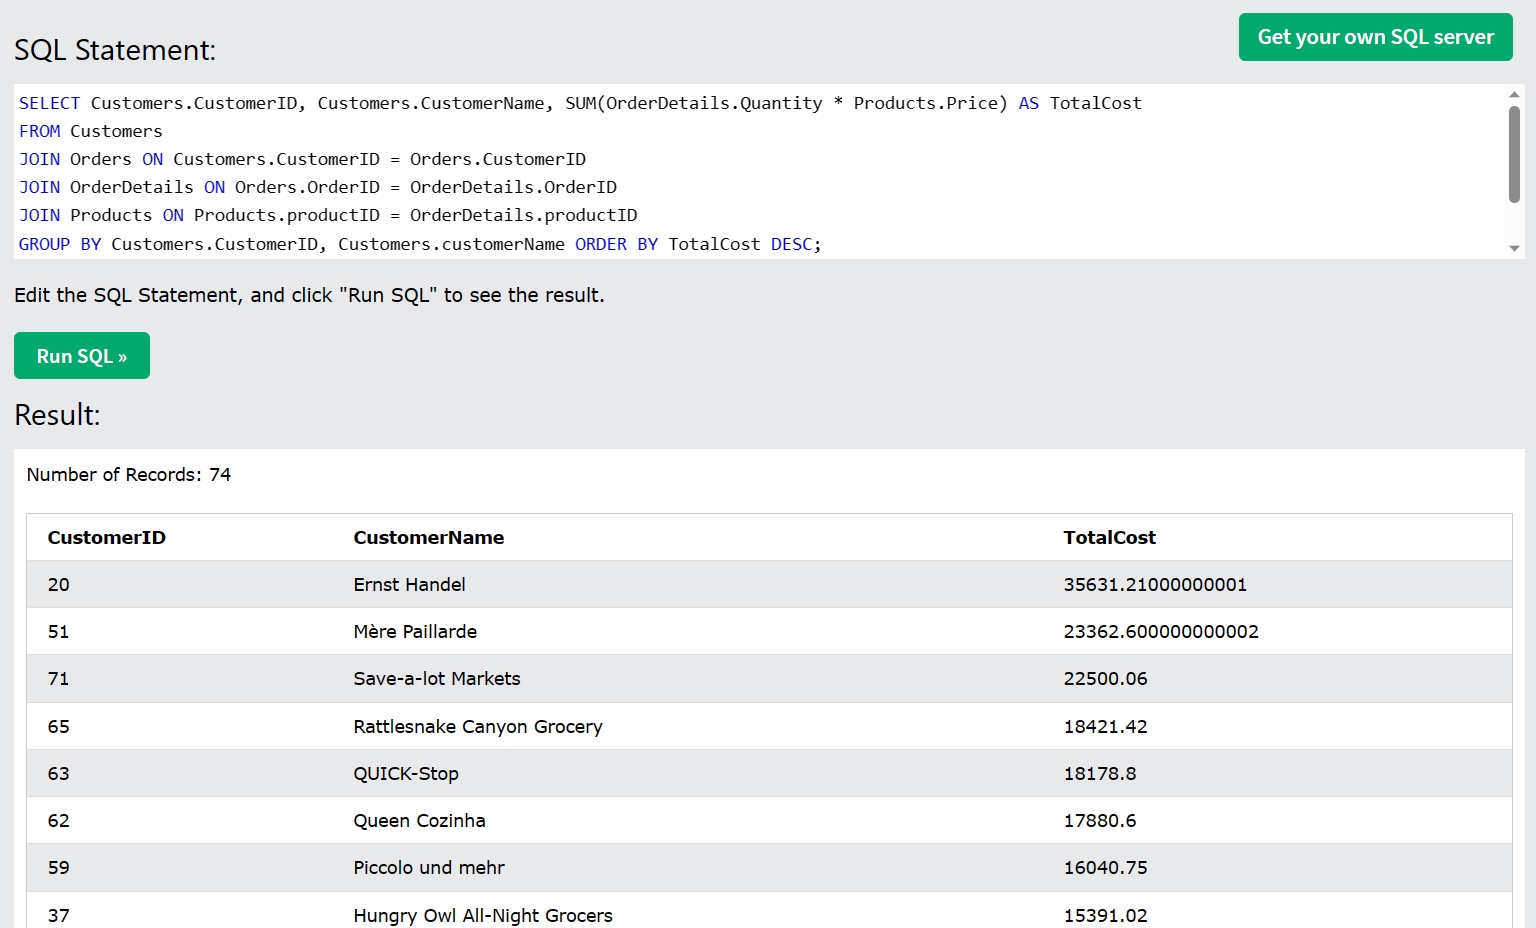 SQL Statement:
Get your own SQL server
SELECT Customers.CustomerID, Customers.CustomerName, SUM(OrderDetails.Quantity * Products.Price) AS TotalCost
FROM Customers
JOIN Orders ON Customers.CustomerID = Orders.CustomerID
JOIN OrderDetails ON Orders.OrderID = OrderDetails.OrderID
JOIN Products ON Products.productID = OrderDetails.productID
GROUP BY Customers.CustomerID, Customers.customerName ORDER BY TotalCost DESC;
Edit the SQL Statement, and click "Run SQL" to see the result.
Run SQL »
Result:
Number of Records: 74
CustomerID CustomerName TotalCost
20 Ernst Handel 35631.21000000001
51 Mère Paillarde 23362.600000000002
71 Save-a-lot Markets 22500.06
65 Rattlesnake Canyon Grocery 18421.42
63 QUICK-Stop 18178.8
62 Queen Cozinha 17880.6
59 Piccolo und mehr 16040.75
37 Hungry Owl All-Night Grocers 15391.02